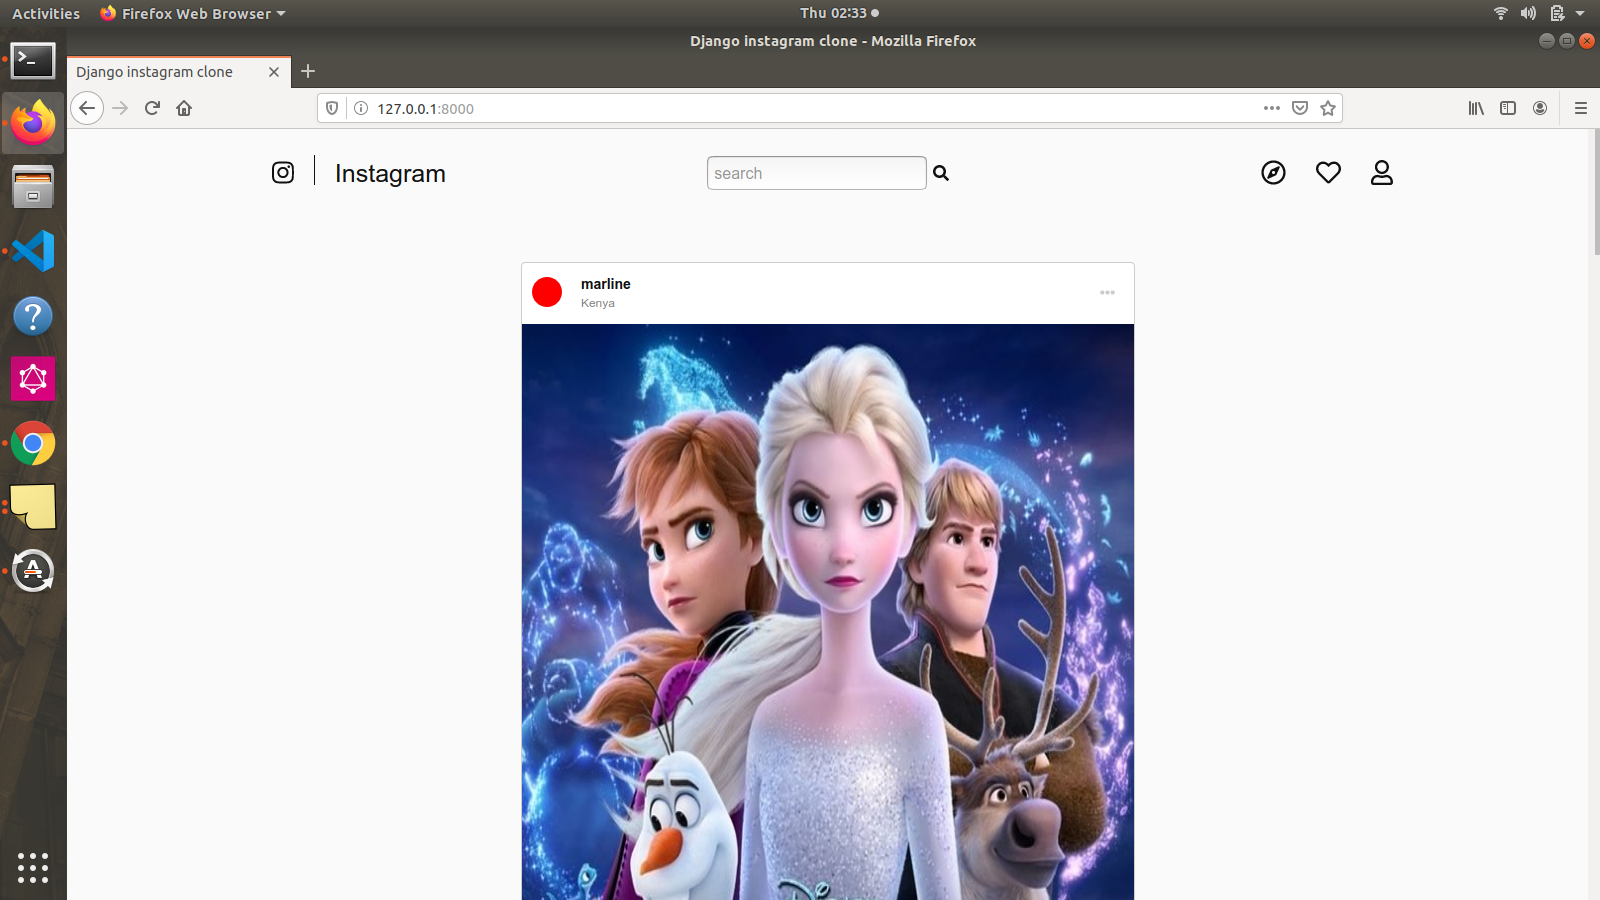 Activities
Firefox Web Browser
Thu 02:33
Django instagram clone - Mozilla Firefox
Django instagram clone
127.0.0.1:8000
Instagram
search
marline
Kenya